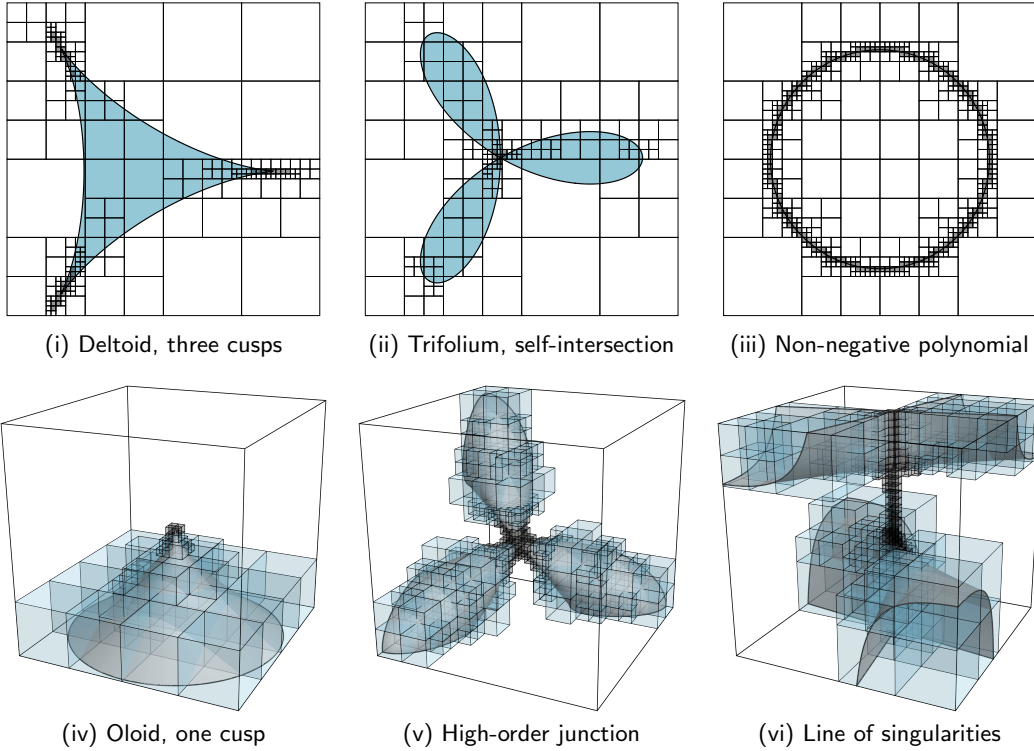 (i) Deltoid, three cusps
(ii) Trifolium, self-intersection
(iii) Non-negative polynomial
(iv) Oloid, one cusp
(v) High-order junction
(vi) Line of singularities